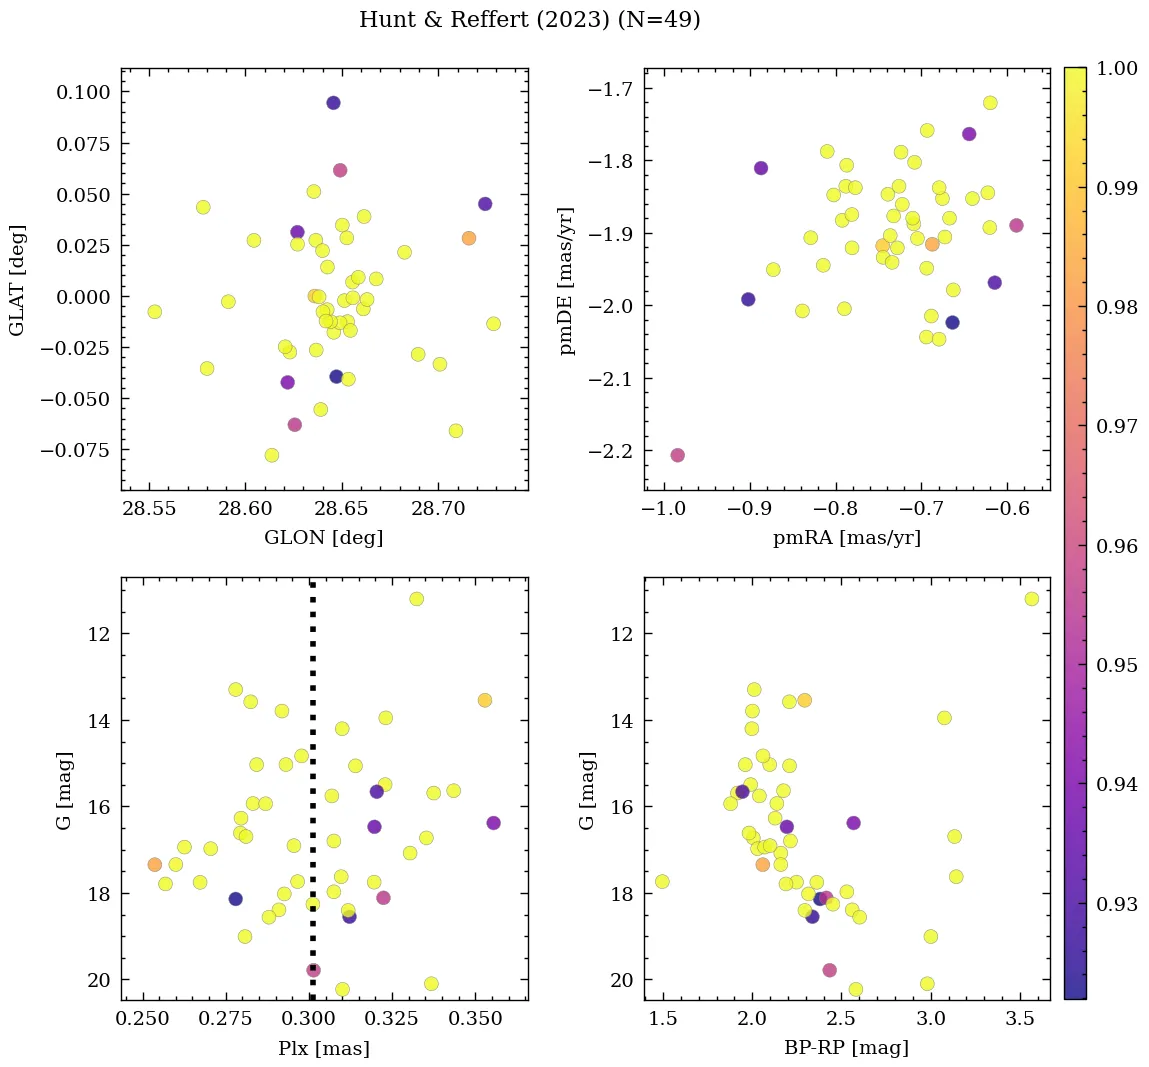 Hunt & Reffert (2023) (N=49)
0.100
0.075
0.050
0.025
0.000
−0.025
−0.050
−0.075
GLAT [deg]
28.55 28.60 28.65 28.70
GLON [deg]
−1.7
−1.8
−1.9
−2.0
−2.1
−2.2
pmDE [mas/yr]
−1.0 −0.9 −0.8 −0.7 −0.6
pmRA [mas/yr]
12
14
16
18
20
G [mag]
0.250 0.275 0.300 0.325 0.350
Plx [mas]
12
14
16
18
20
G [mag]
1.5 2.0 2.5 3.0 3.5
BP-RP [mag]
1.00
0.99
0.98
0.97
0.96
0.95
0.94
0.93